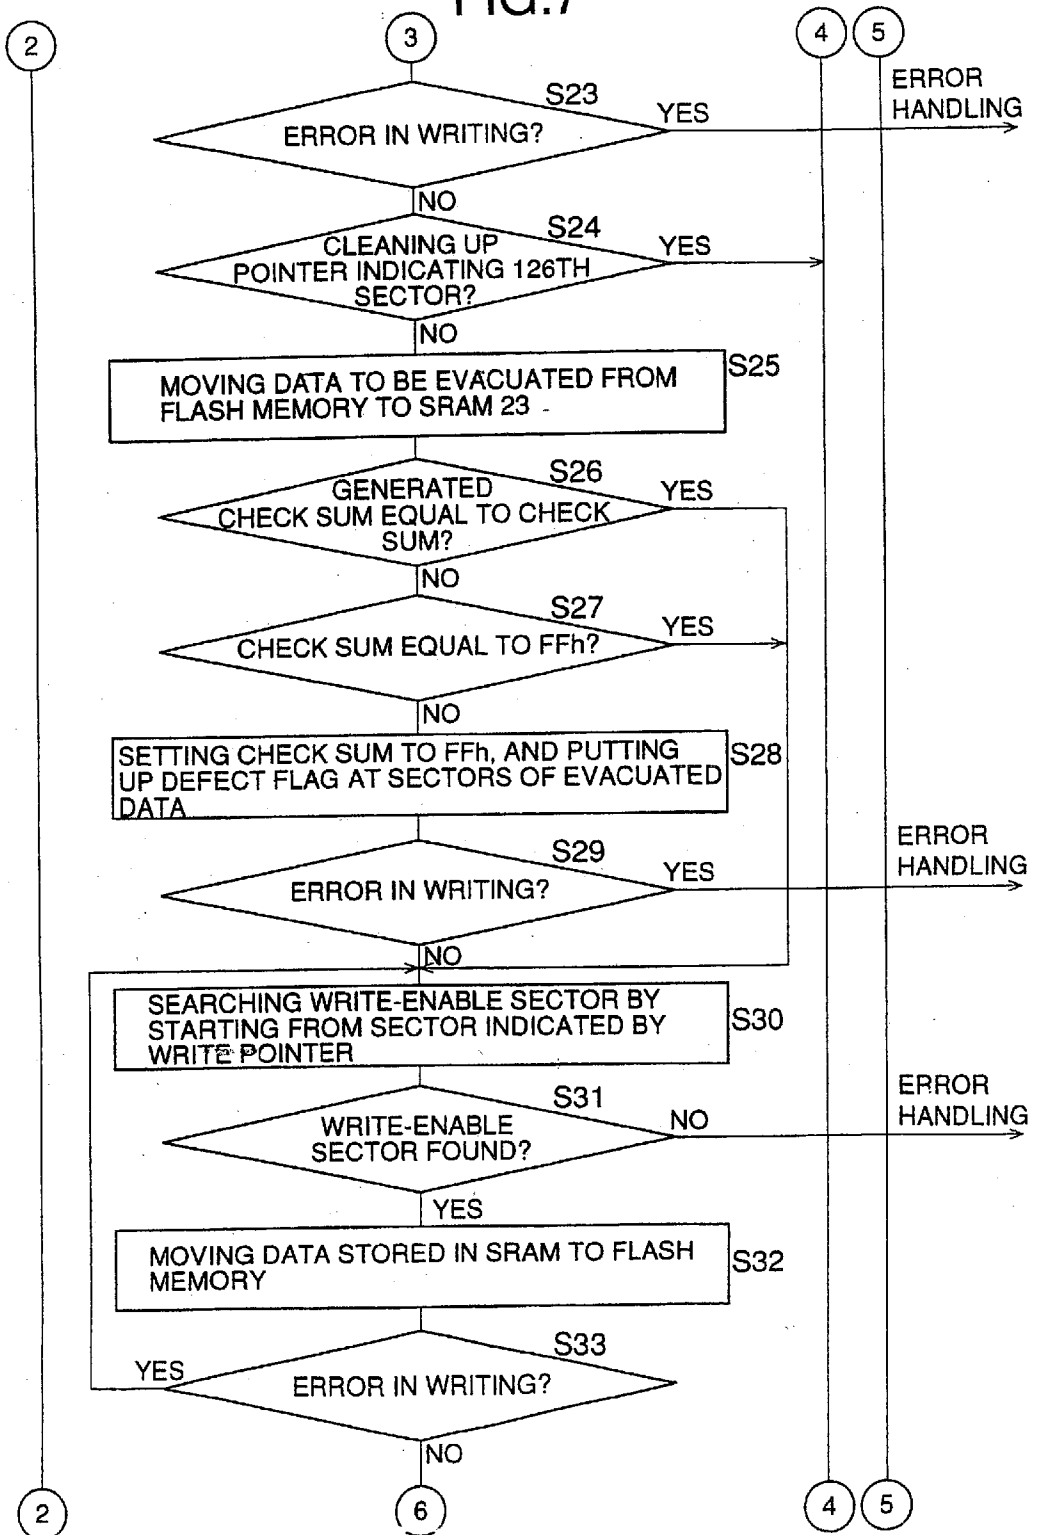 FIG.7
2
3
4
5
S23
ERROR
HANDLING
YES
ERROR IN WRITING?
NO
S24
YES
CLEANING UP
POINTER INDICATING 126TH
SECTOR?
NO
S25
MOVING DATA TO BE EVACUATED FROM
FLASH MEMORY TO SRAM 23
S26
YES
GENERATED
CHECK SUM EQUAL TO CHECK
SUM?
NO
S27
YES
CHECK SUM EQUAL TO FFh?
NO
S28
SETTING CHECK SUM TO FFh, AND PUTTING
UP DEFECT FLAG AT SECTORS OF EVACUATED
DATA
S29
ERROR
HANDLING
YES
ERROR IN WRITING?
NO
SEARCHING WRITE-ENABLE SECTOR BY
STARTING FROM SECTOR INDICATED BY
WRITE POINTER
S30
S31
ERROR
HANDLING
NO
WRITE-ENABLE
SECTOR FOUND?
YES
MOVING DATA STORED IN SRAM TO FLASH
MEMORY
S32
S33
YES
ERROR IN WRITING?
NO
2
6
4
5